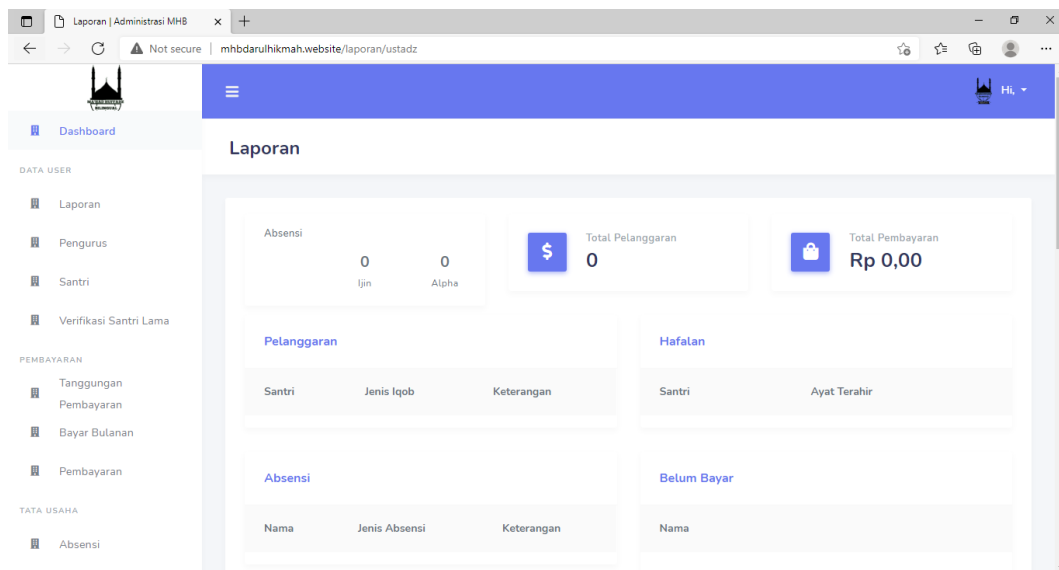 Laporan | Administrasi MHB
Not secure | mhbdarulhikmah.website/laporan/ustadz
Hi,
Dashboard
DATA USER
Laporan
Pengurus
Santri
Verifikasi Santri Lama
PEMBAYARAN
Tanggungan
Pembayaran
Bayar Bulanan
Pembayaran
TATA USAHA
Absensi
Laporan
Absensi
0 0
Ijin Alpha
Total Pelanggaran
0
Total Pembayaran
Rp 0,00
Pelanggaran
Santri Jenis Iqob Keterangan
Hafalan
Santri Ayat Terahir
Absensi
Nama Jenis Absensi Keterangan
Belum Bayar
Nama